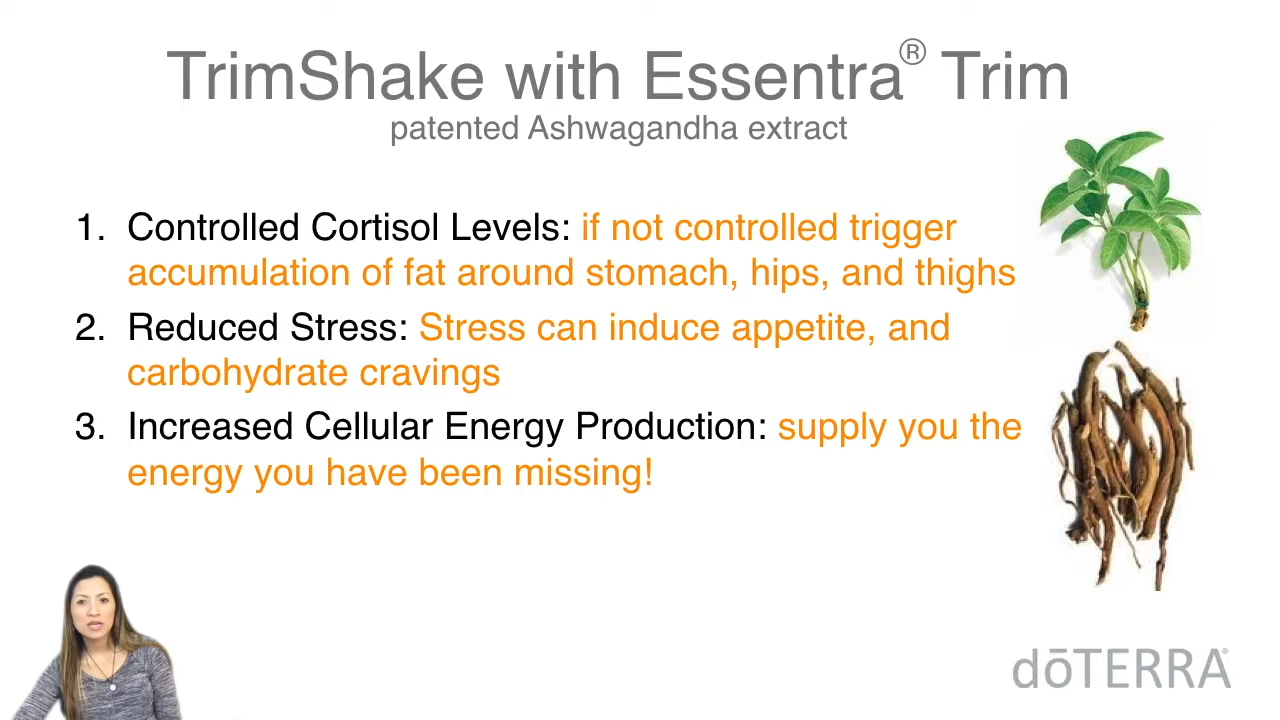 TrimShake with Essentra® Trim
patented Ashwagandha extract
1. Controlled Cortisol Levels: if not controlled trigger
accumulation of fat around stomach, hips, and thighs
2. Reduced Stress: Stress can induce appetite, and
carbohydrate cravings
3. Increased Cellular Energy Production: supply you the
energy you have been missing!
dōTERRA®